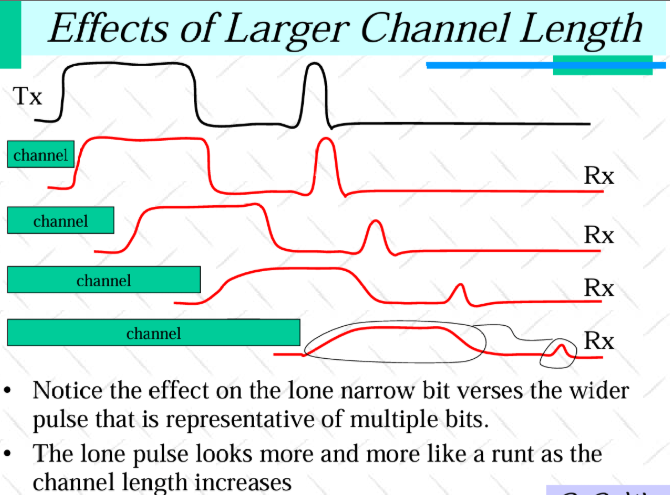 Effects of Larger Channel Length
Tx
channel
Rx
channel
Rx
channel
Rx
channel
Rx
• Notice the effect on the lone narrow bit verses the wider
pulse that is representative of multiple bits.
• The lone pulse looks more and more like a runt as the
channel length increases